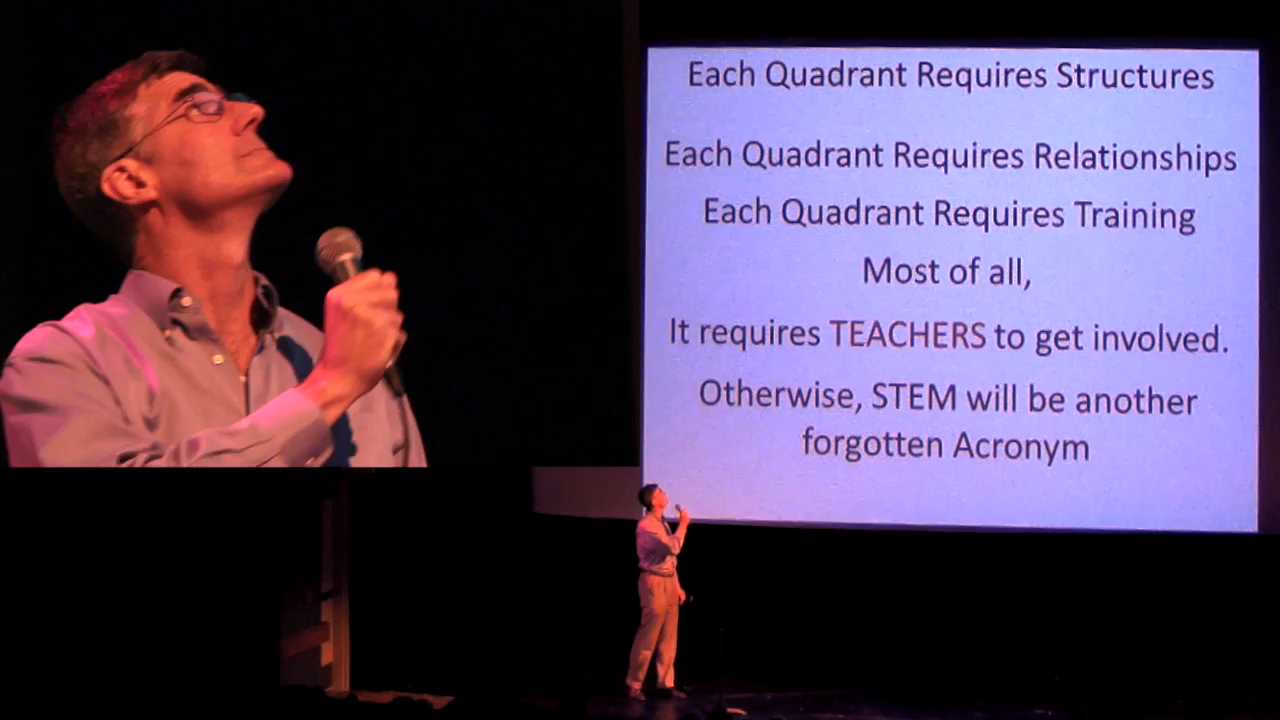 Each Quadrant Requires Structures
Each Quadrant Requires Relationships
Each Quadrant Requires Training
Most of all,
It requires TEACHERS to get involved.
Otherwise, STEM will be another
forgotten Acronym